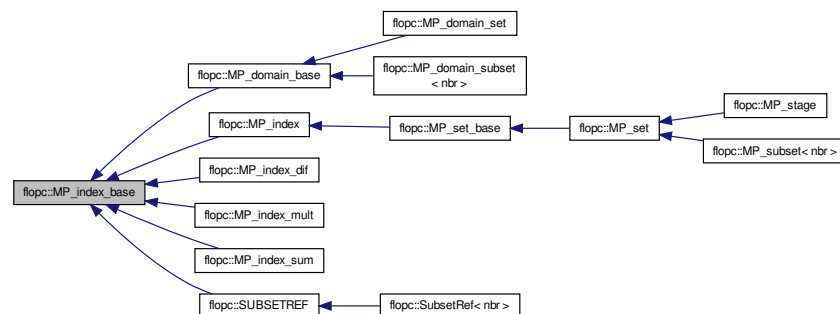 flopc::MP_domain_set
flopc::MP_domain_base
flopc::MP_domain_subset
< nbr >
flopc::MP_stage
flopc::MP_index
flopc::MP_set_base
flopc::MP_set
flopc::MP_subset< nbr >
flopc::MP_index_dif
flopc::MP_index_base
flopc::MP_index_mult
flopc::MP_index_sum
flopc::SUBSETREF
flopc::SubsetRef< nbr >